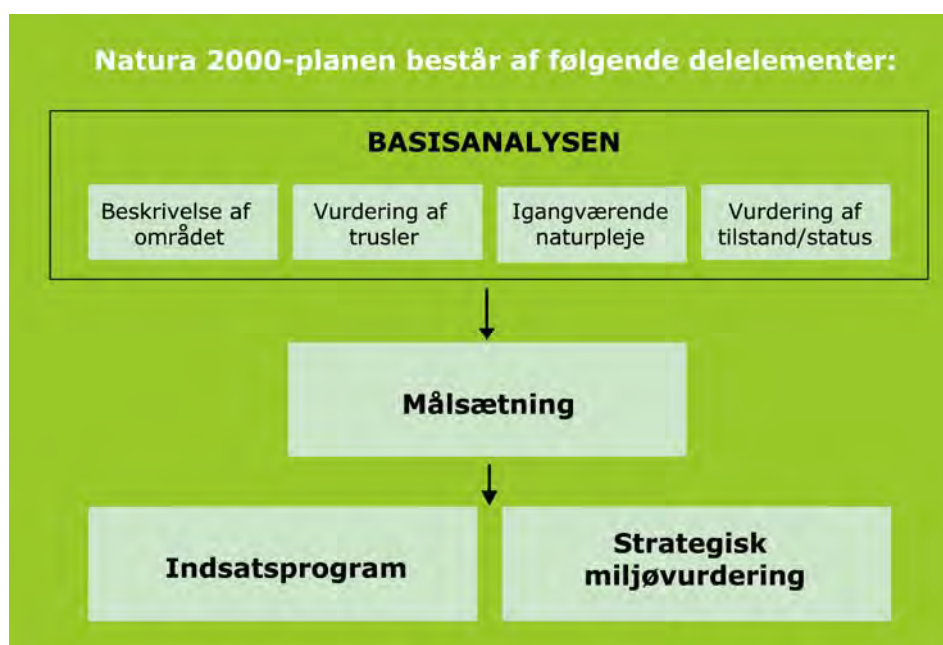 Natura 2000-planen består af følgende delelementer:
BASISANALYSEN
Beskrivelse af
området
Vurdering af
trusler
Igangværende
naturpleje
Vurdering af
tilstand/status
Målsætning
Indsatsprogram
Strategisk
miljøvurdering